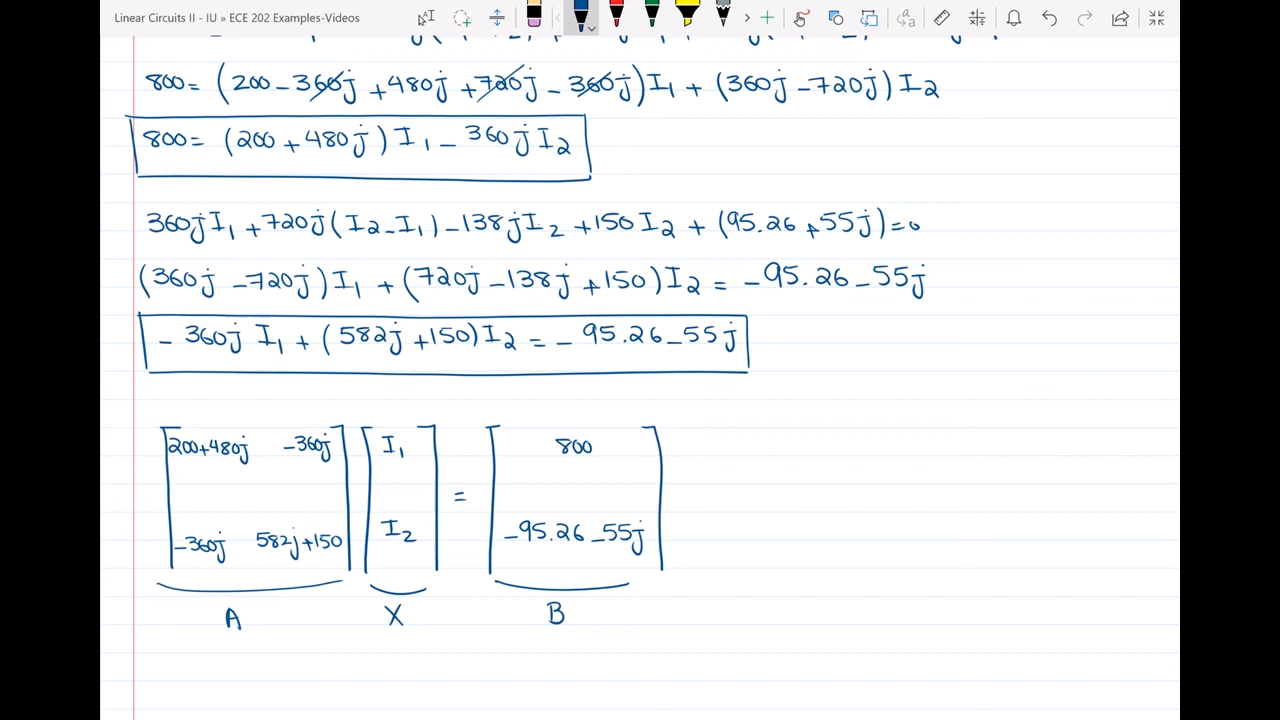 Linear Circuits II - IU » ECE 202 Examples-Videos
800 = (200 - 360j + 480j + 720j - 360j) I1 + (360j - 720j) I2
800 = (200 + 480j) I1 - 360j I2
360j I1 + 720j (I2 - I1) - 138j I2 + 150 I2 + (95.26 + 55j) = 0
(360j - 720j) I1 + (720j - 138j + 150) I2 = -95.26 - 55j
- 360j I1 + (582j + 150) I2 = - 95.26 - 55j
200+480j -360j I1 800
=
-360j 582j+150 I2 -95.26 - 55j
A X B